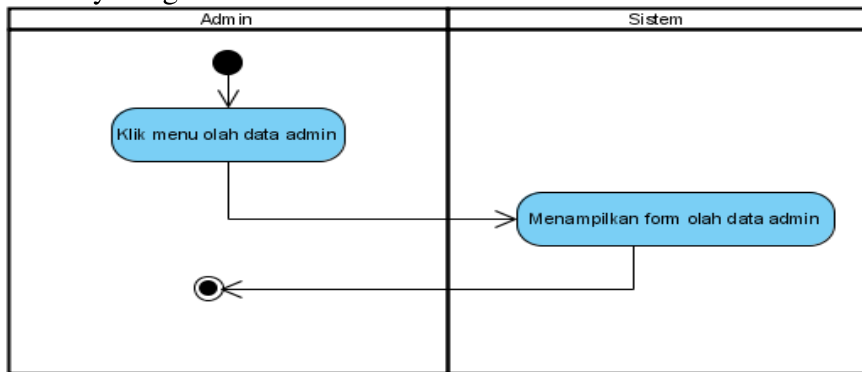 Admin
Sistem
Klik menu olah data admin
Menampilkan form olah data admin